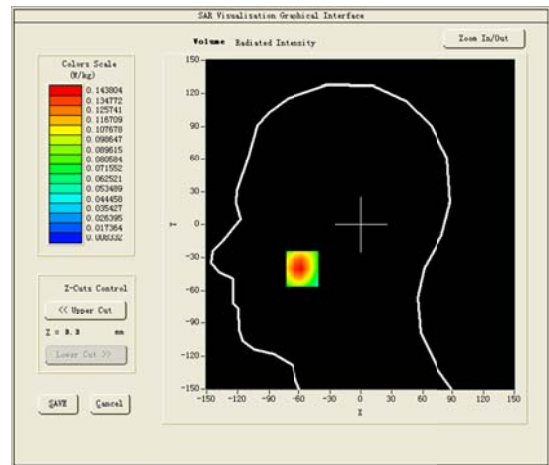 SAR Visualisation Graphical Interface
Volume Radiated Intensity
Zoom In/Out
Colors Scale
(W/kg)
0.143804
0.134772
0.125741
0.116709
0.107678
0.098647
0.089615
0.080584
0.071552
0.062521
0.053489
0.044458
0.035427
0.026395
0.017364
0.008332
Z-Cuts Control
<< Upper Cut
Z = mm
Lower Cut >>
SAVE Cancel
150
120
90
60
30
0
-30
-60
-90
-120
-150
Y
-150 -120 -90 -60 -30 0 30 60 90 120 150
X